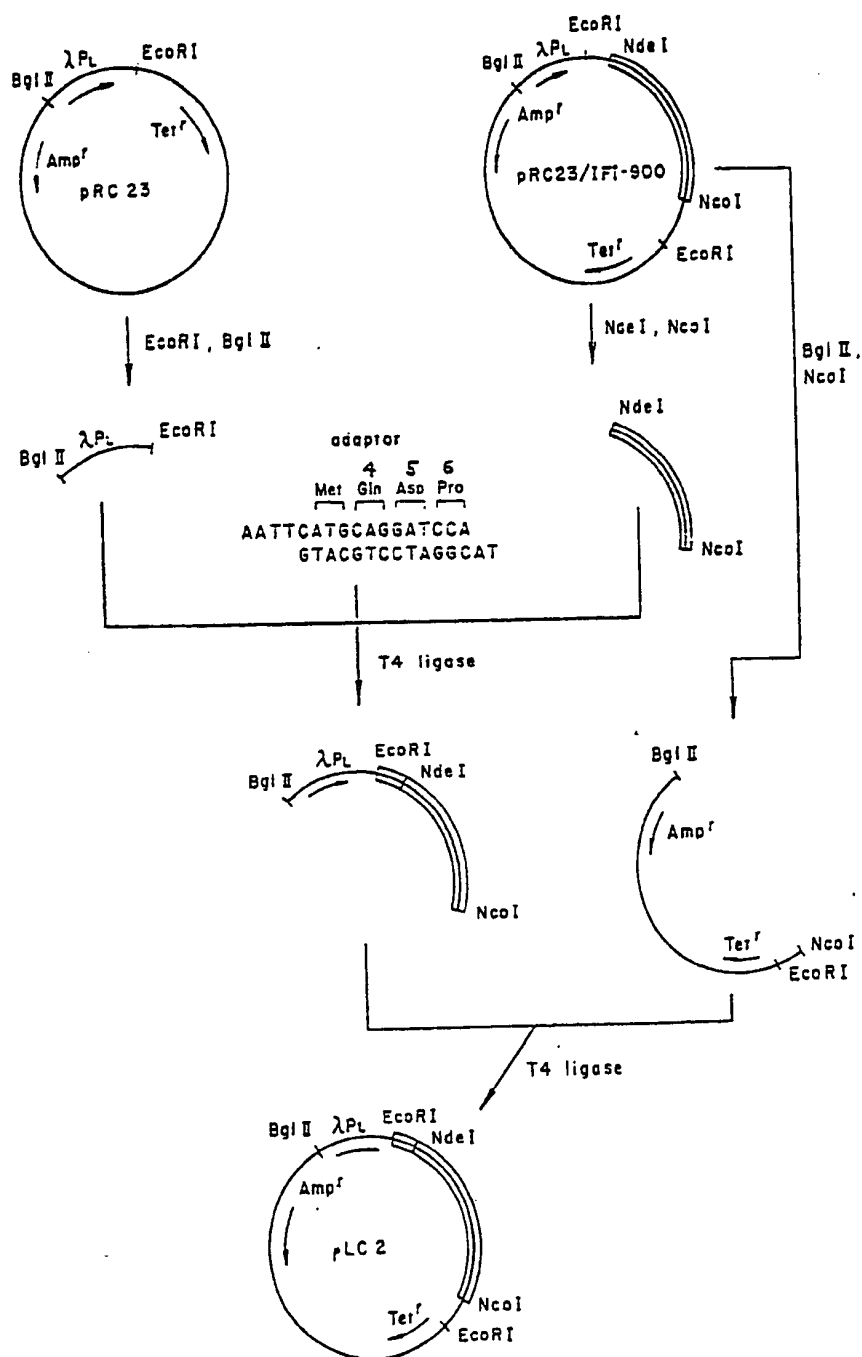 EcoRI
λPL
Bgl II
Terʳ
Ampʳ
pRC 23
EcoRI
NdeI
λPL
Bgl II
Ampʳ
pRC23/IFI-900
NcoI
Terʳ
EcoRI
EcoRI, Bgl II
NdeI, NcoI
Bgl II,
NcoI
λPL
EcoRI
Bgl II
NdeI
NcoI
adaptor
4 5 6
Met Gln Asp Pro
AATTCATGCAGGATCCA
GTACGTCCTAGGCAT
T4 ligase
EcoRI
λPL
NdeI
Bgl II
NcoI
Bgl II
Ampʳ
Terʳ
NcoI
EcoRI
T4 ligase
EcoRI
λPL
NdeI
Bgl II
Ampʳ
pLC2
NcoI
Terʳ
EcoRI